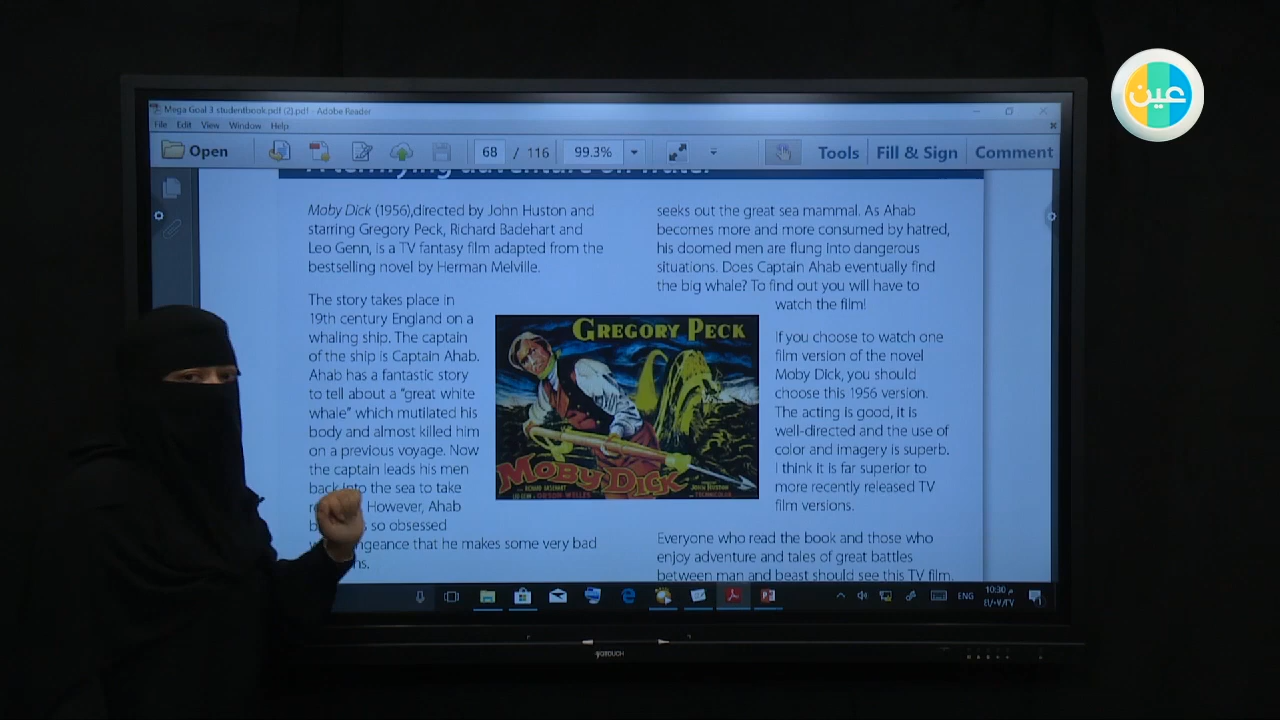 عين
Mega Goal 3 studentbook.pdf (2).pdf - Adobe Reader
File Edit View Window Help
Open 68 / 116 99.3% Tools Fill & Sign Comment
A terrifying adventure on water
Moby Dick (1956),directed by John Huston and
starring Gregory Peck, Richard Badehart and
Leo Genn, is a TV fantasy film adapted from the
bestselling novel by Herman Melville.
The story takes place in
19th century England on a
whaling ship. The captain
of the ship is Captain Ahab.
Ahab has a fantastic story
to tell about a "great white
whale" which mutilated his
body and almost killed him
on a previous voyage. Now
the captain leads his men
back into the sea to take
However, Ahab
so obsessed
vengeance that he makes some very bad
GREGORY PECK
MOBY DICK
seeks out the great sea mammal. As Ahab
becomes more and more consumed by hatred,
his doomed men are flung into dangerous
situations. Does Captain Ahab eventually find
the big whale? To find out you will have to
watch the film!
If you choose to watch one
film version of the novel
Moby Dick, you should
choose this 1956 version.
The acting is good, it is
well-directed and the use of
color and imagery is superb.
I think it is far superior to
more recently released TV
film versions.
Everyone who read the book and those who
enjoy adventure and tales of great battles
between man and beast should see this TV film.
ENG
م 10:30